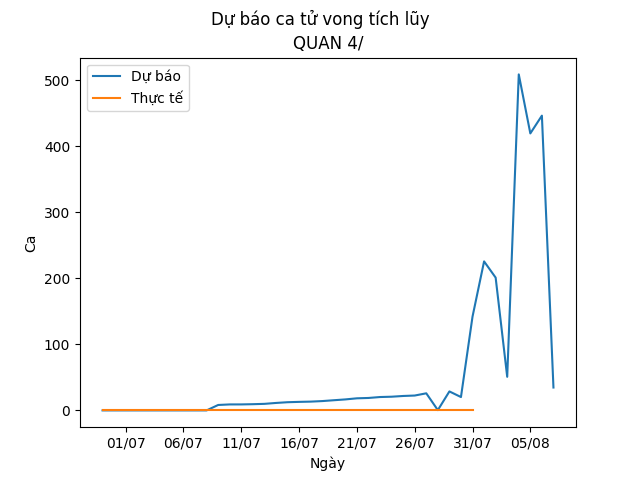 Dự báo ca tử vong tích lũy
QUAN 4/
Dự báo
Thực tế
500
400
300
200
100
0
Ca
01/07 06/07 11/07 16/07 21/07 26/07 31/07 05/08
Ngày